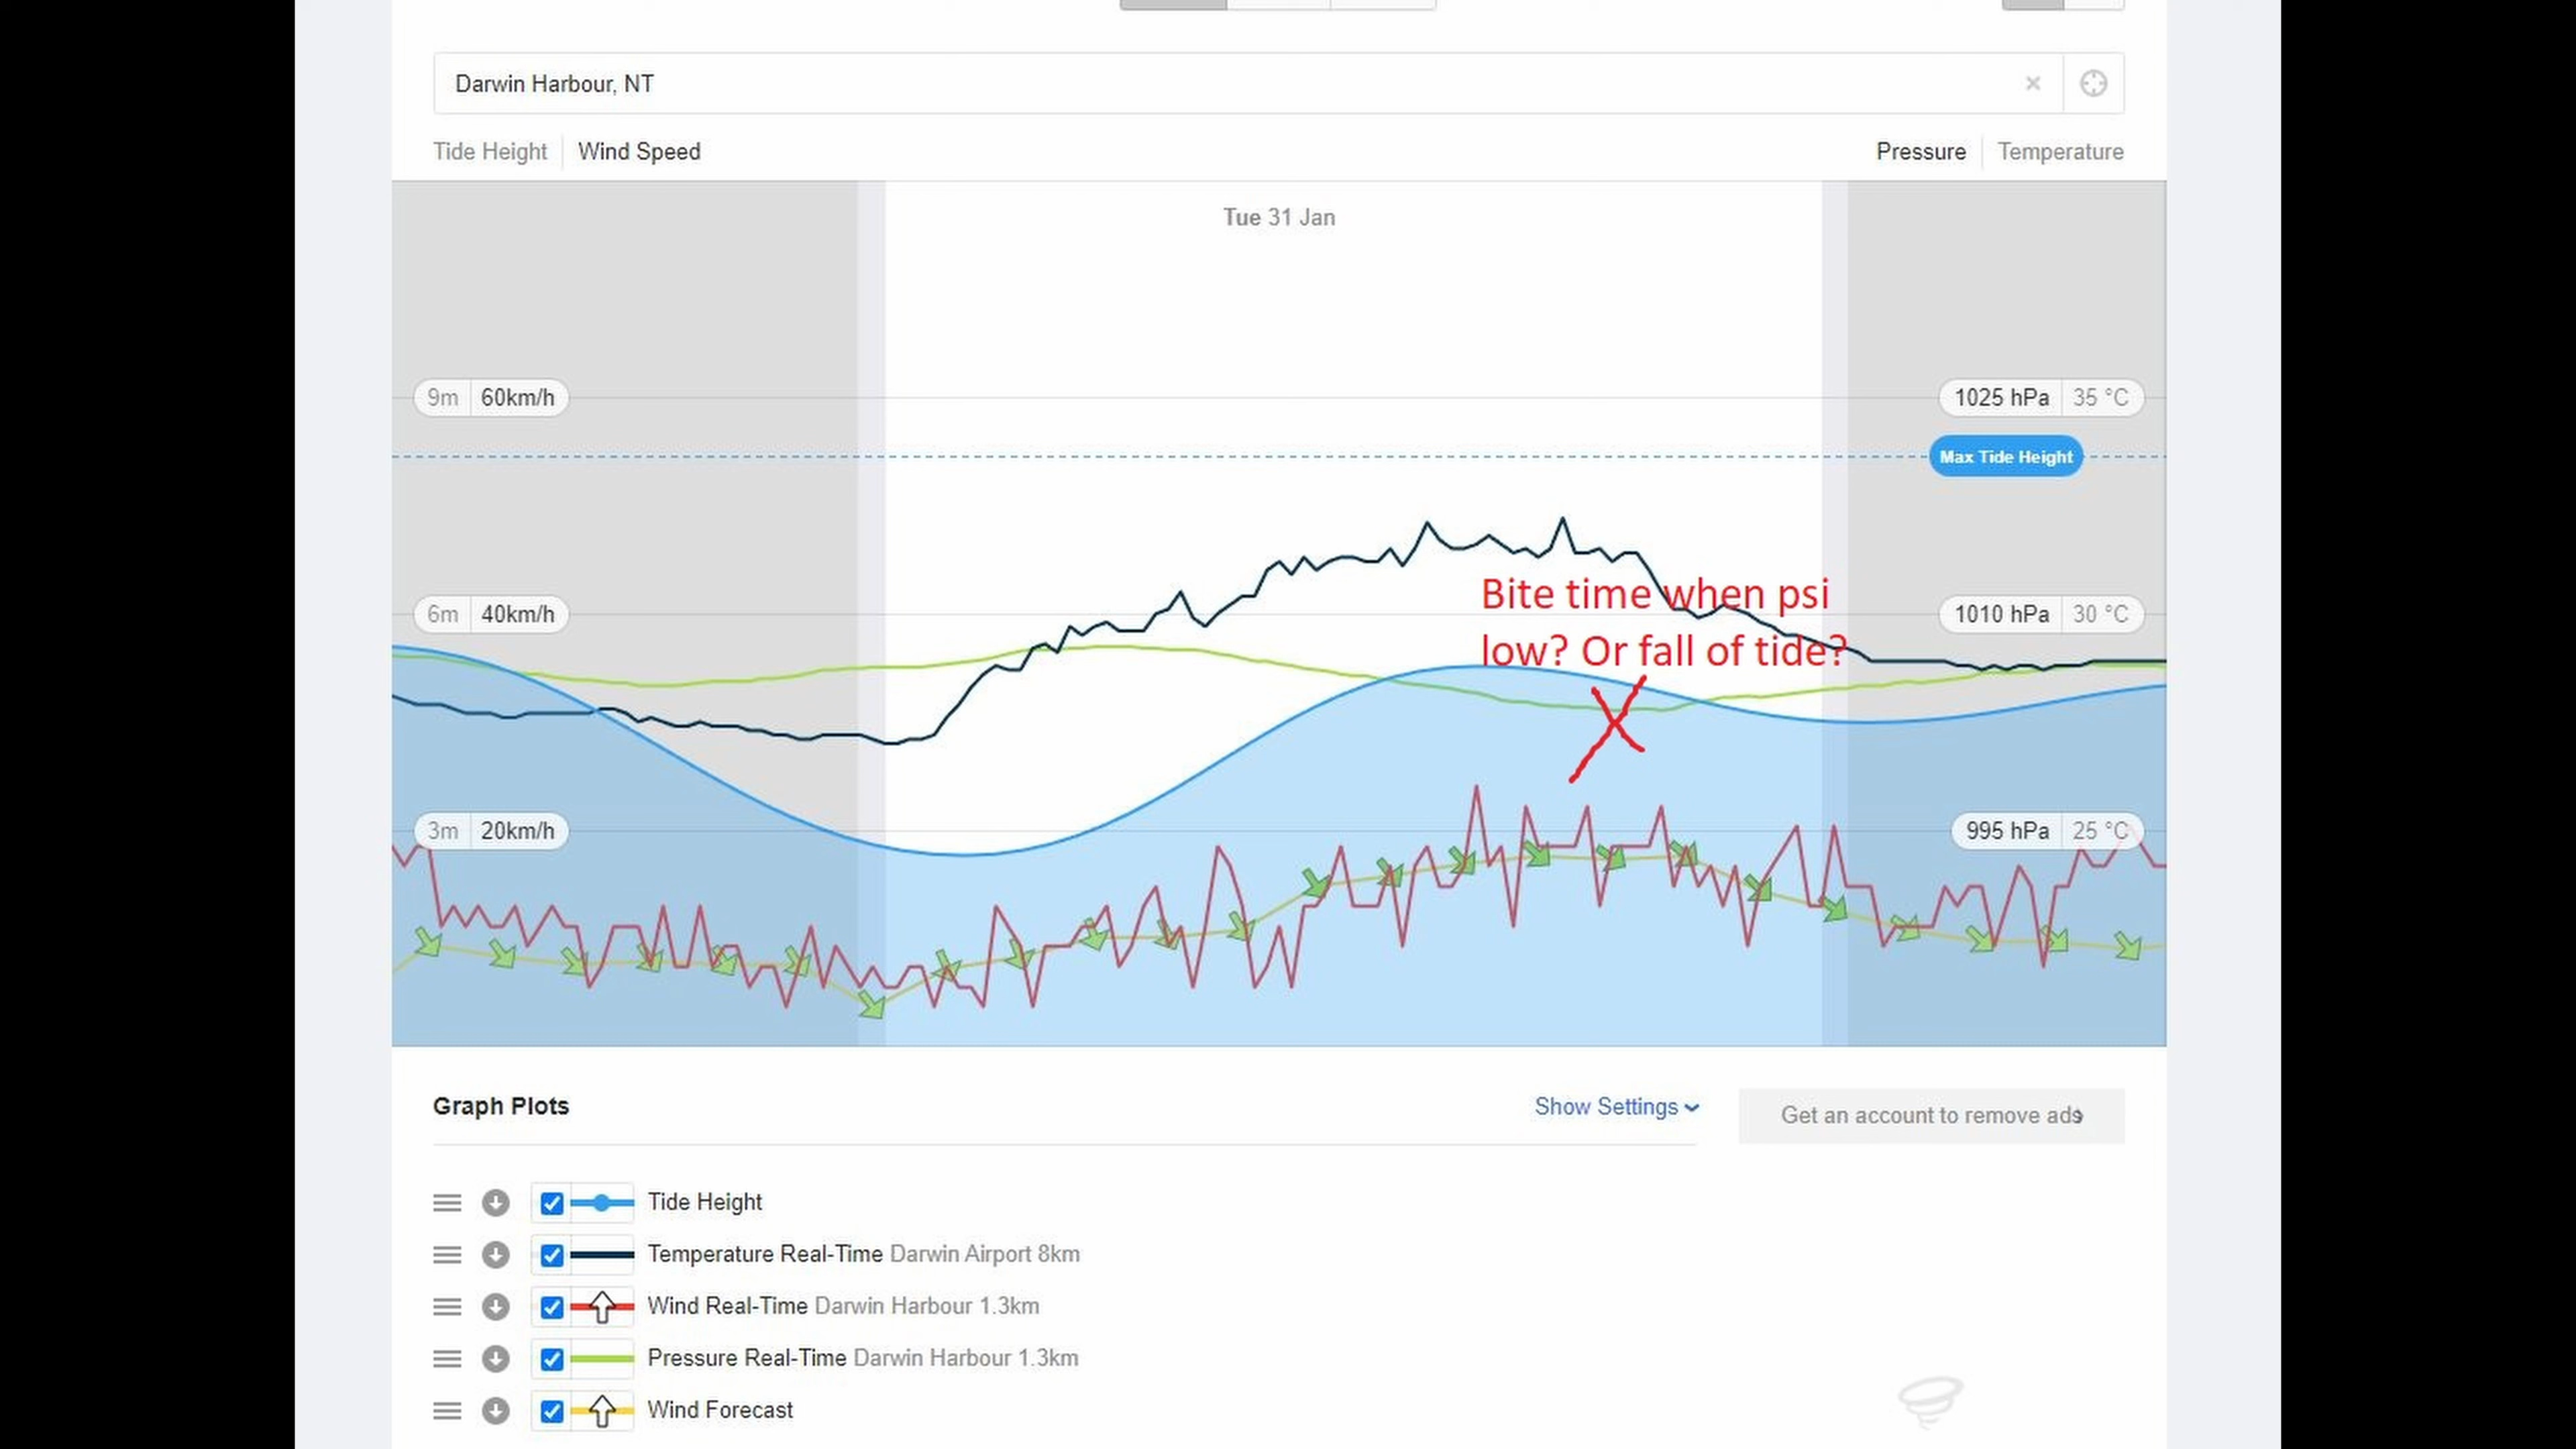 Darwin Harbour, NT
Tide Height Wind Speed
Pressure Temperature
Tue 31 Jan
9m 60km/h
1025 hPa 35 °C
Max Tide Height
Bite time when psi
low? Or fall of tide?
6m 40km/h
1010 hPa 30 °C
3m 20km/h
995 hPa 25 °C
Graph Plots
Show Settings
Get an account to remove ads
Tide Height
Temperature Real-Time Darwin Airport 8km
Wind Real-Time Darwin Harbour 1.3km
Pressure Real-Time Darwin Harbour 1.3km
Wind Forecast